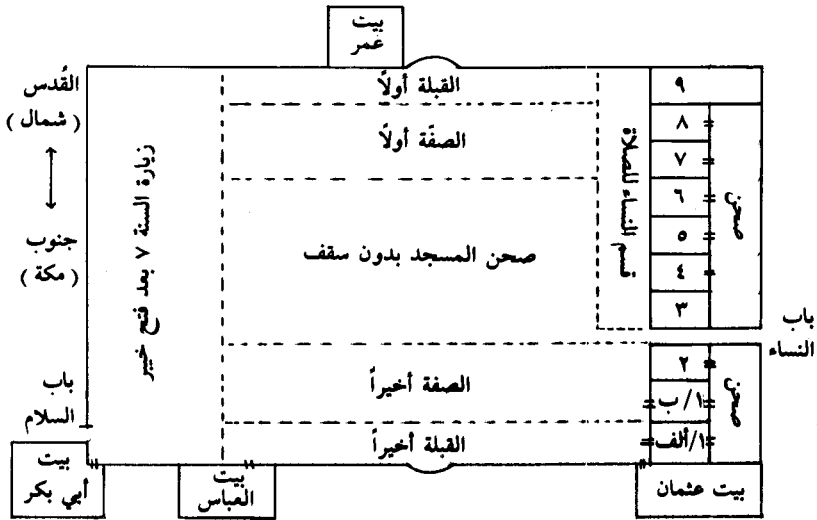 بيت
عمر
القُدس
( شمال )
جنوب
( مكة )
باب
السلام
بيت
أبي بكر
زيارة السنة ٧ بعد فتح خيبر
القبلة أولاً
الصفّة أولاً
صحن المسجد بدون سقف
الصفة أخيراً
القبلة أخيراً
بيت
العباس
قسم النساء للصلاة
٩
٨
٧
٦
٥
٤
٣
٢
١/ب
١/ألف
صحن
صحن
باب
النساء
بيت عثمان